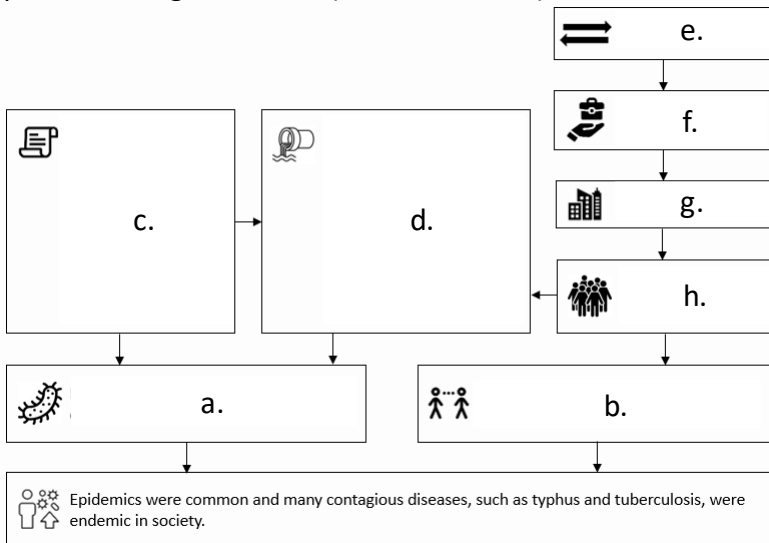 e.
f.
c.
d.
g.
h.
a.
b.
Epidemics were common and many contagious diseases, such as typhus and tuberculosis, were
endemic in society.